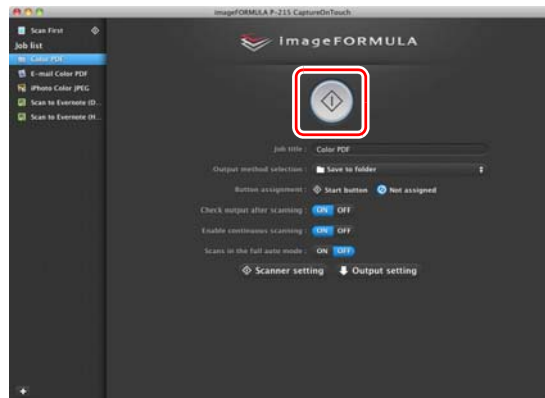 imageFORMULA P-215 CaptureOnTouch
Scan First
Job list
Color PDF
E-mail Color PDF
iPhoto Color JPEG
Scan to Evernote (D...
Scan to Evernote (H...
imageFORMULA
Job title : Color PDF
Output method selection : Save to folder
Button assignment : Start button Not assigned
Check output after scanning : ON OFF
Enable continuous scanning : ON OFF
Scans in the full auto mode : ON OFF
Scanner setting Output setting